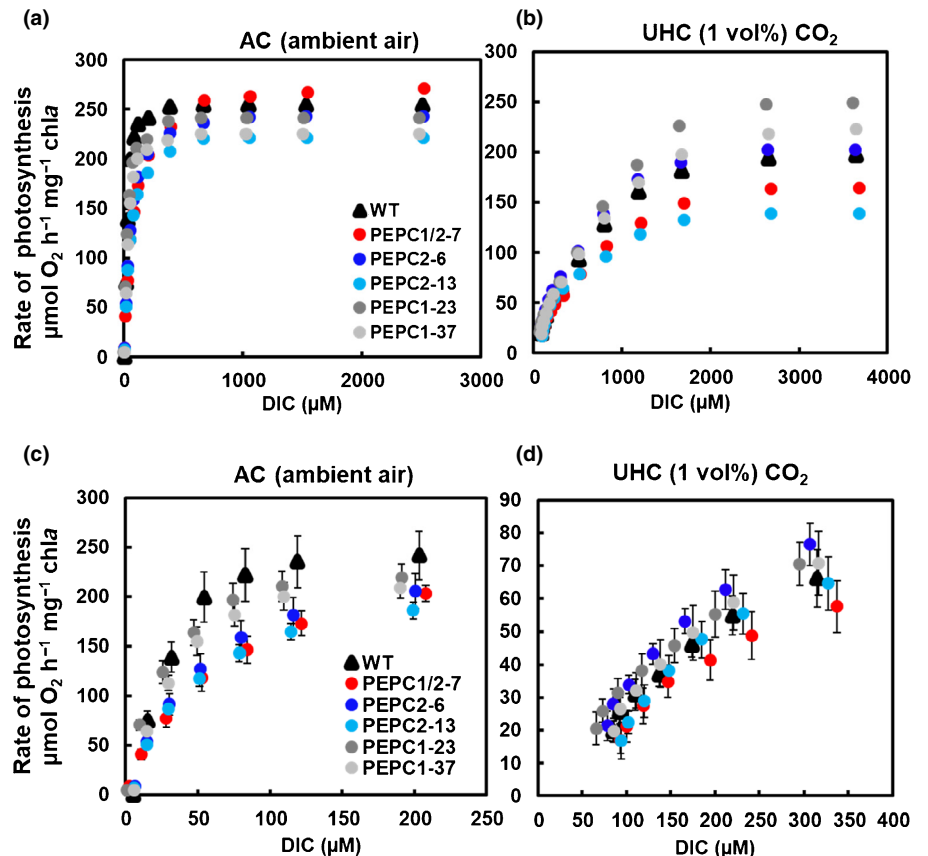 (a)
AC (ambient air)
300
250
200
150
100
50
0
0
1000
2000
3000
DIC (µM)
Rate of photosynthesis
µmol O₂ h⁻¹ mg⁻¹ chla
WT
PEPC1/2-7
PEPC2-6
PEPC2-13
PEPC1-23
PEPC1-37
(b)
UHC (1 vol%) CO₂
300
250
200
150
100
50
0
0
1000
2000
3000
4000
DIC (µM)
(c)
AC (ambient air)
300
250
200
150
100
50
0
0
50
100
150
200
250
DIC (µM)
Rate of photosynthesis
µmol O₂ h⁻¹ mg⁻¹ chla
WT
PEPC1/2-7
PEPC2-6
PEPC2-13
PEPC1-23
PEPC1-37
(d)
UHC (1 vol%) CO₂
90
80
70
60
50
40
30
20
10
0
0
50
100
150
200
250
300
350
400
DIC (µM)